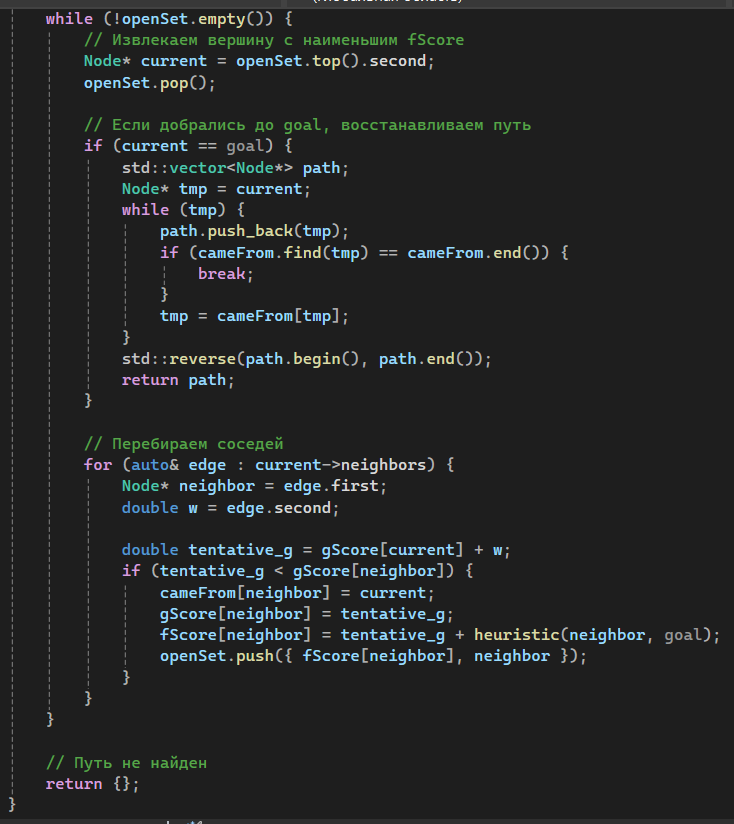 while (!openSet.empty()) {
// Извлекаем вершину с наименьшим fScore
Node* current = openSet.top().second;
openSet.pop();
// Если добрались до goal, восстанавливаем путь
if (current == goal) {
std::vector<Node*> path;
Node* tmp = current;
while (tmp) {
path.push_back(tmp);
if (cameFrom.find(tmp) == cameFrom.end()) {
break;
}
tmp = cameFrom[tmp];
}
std::reverse(path.begin(), path.end());
return path;
}
// Перебираем соседей
for (auto& edge : current->neighbors) {
Node* neighbor = edge.first;
double w = edge.second;
double tentative_g = gScore[current] + w;
if (tentative_g < gScore[neighbor]) {
cameFrom[neighbor] = current;
gScore[neighbor] = tentative_g;
fScore[neighbor] = tentative_g + heuristic(neighbor, goal);
openSet.push({ fScore[neighbor], neighbor });
}
}
}
// Путь не найден
return {};
}